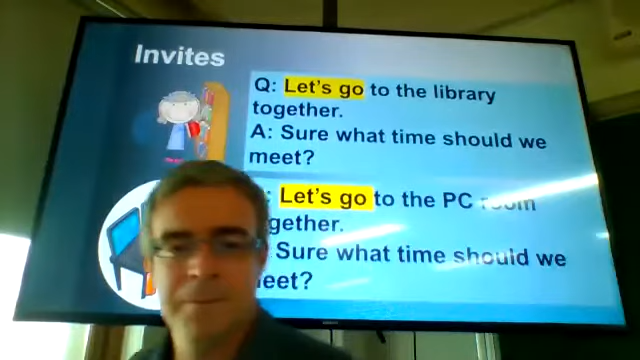 Invites
Q: Let's go to the library
together.
A: Sure what time should we
meet?
: Let's go to the PC room
gether.
Sure what time should we
eet?